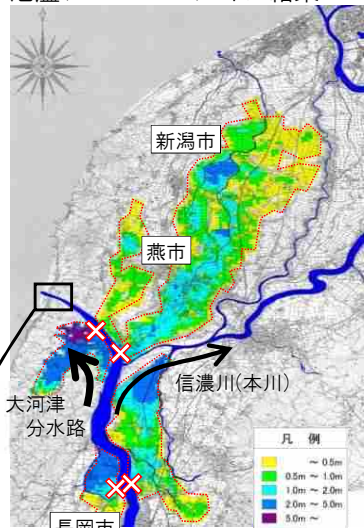 新潟市
燕市
大河津
分水路
信濃川(本川)
長岡市
凡 例
~ 0.5m
0.5m ~ 1.0m
1.0m ~ 2.0m
2.0m ~ 5.0m
5.0m ~